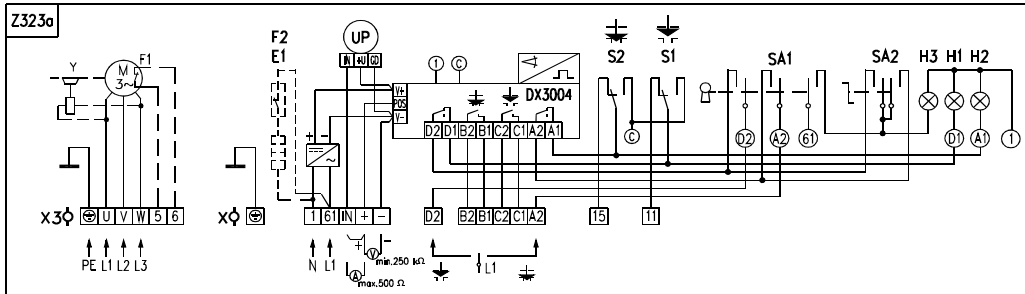 Z323a
Y
M
3~
F1
F2
E1
UP
IN +U GD
1
C
V+
POS
V-
DX3004
D2 D1 B2 B1 C2 C1 A2 A1
S2
S1
C
SA1
D2
A2
61
SA2
H3 H1 H2
D1
A1
1
+ -
X3
U V W 5 6
PE L1 L2 L3
X
1 61 IN + -
N L1
+
-
V
min.250 kΩ
A
max.500 Ω
D2 B2 B1 C2 C1 A2
L1
15
11